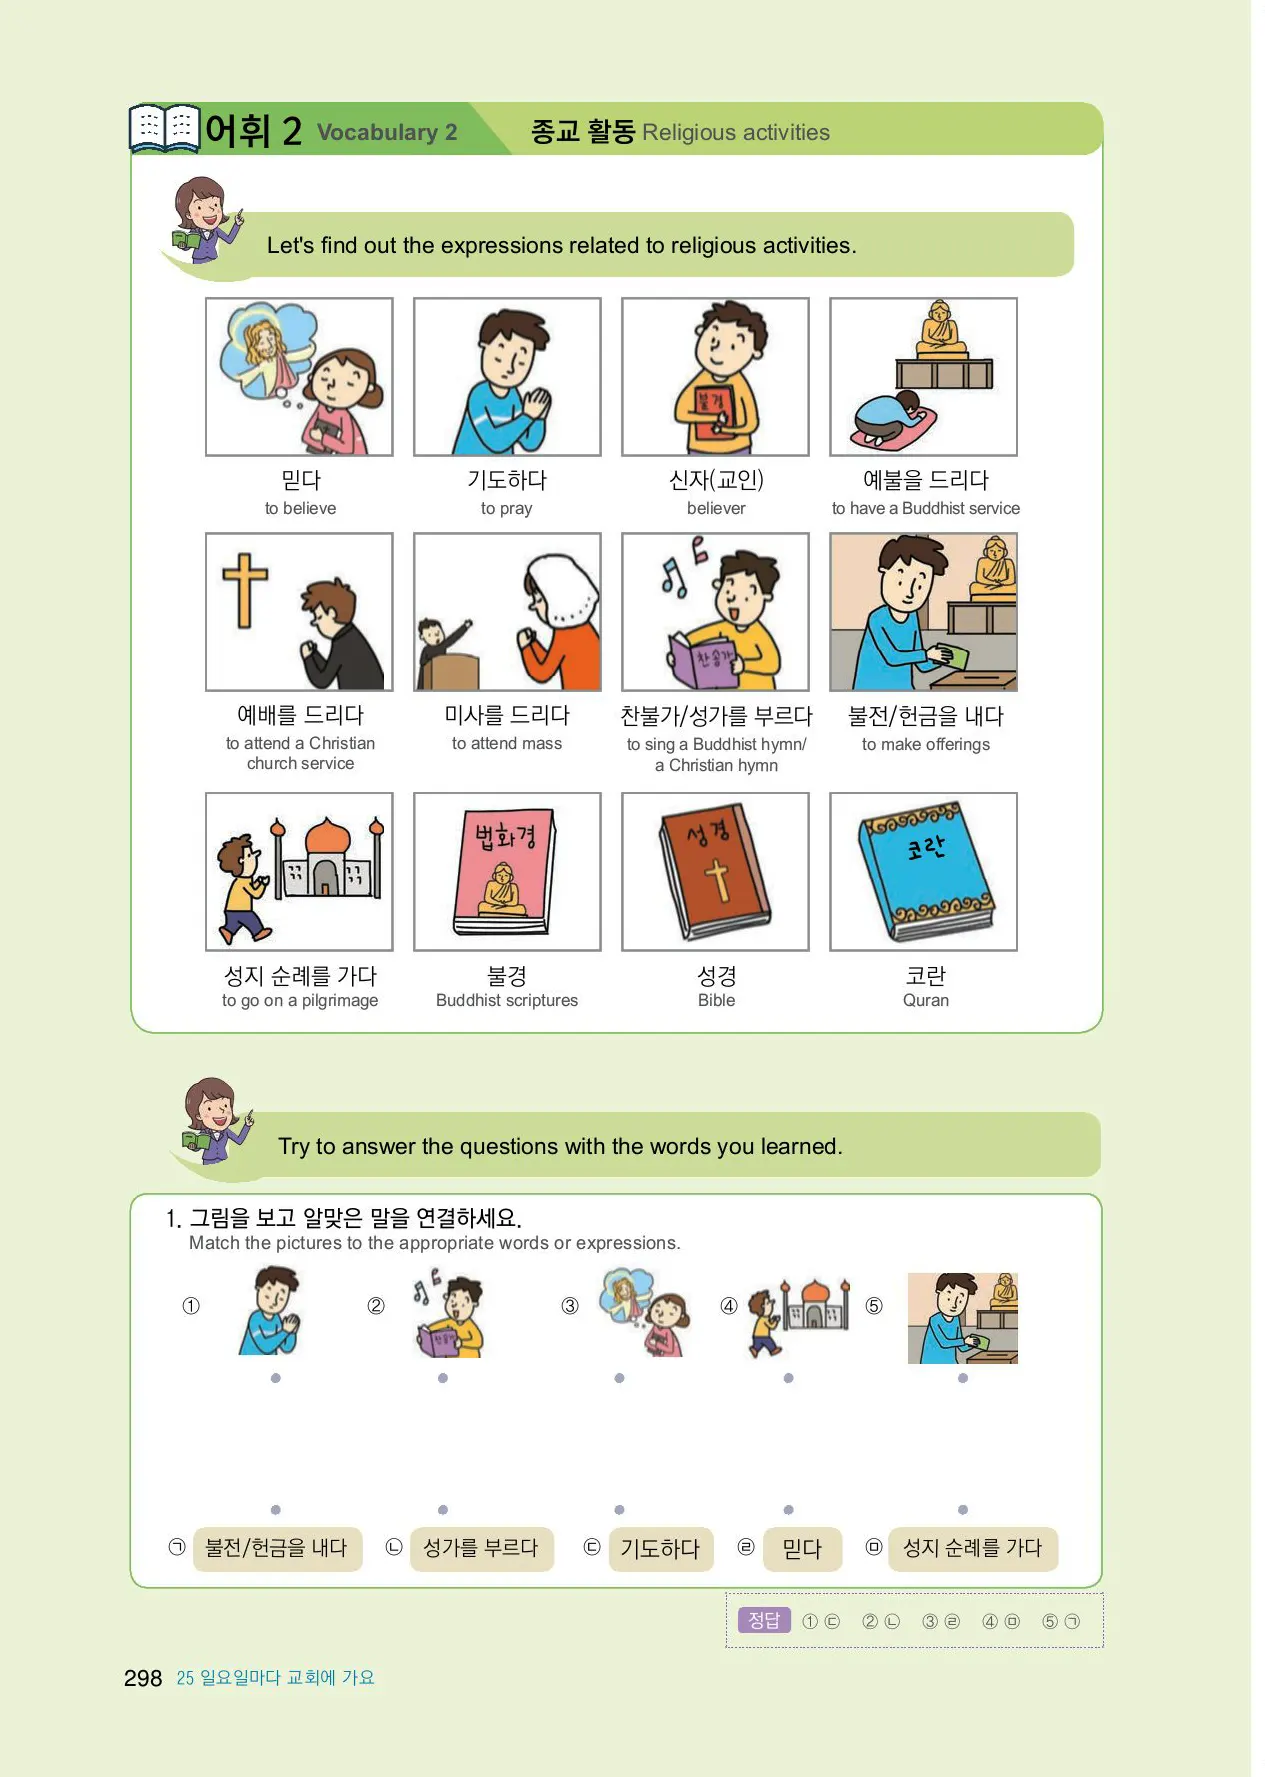 어휘 2 Vocabulary 2 종교 활동 Religious activities
Let's find out the expressions related to religious activities.
불경
믿다 기도하다 신자(교인) 예불을 드리다
to believe to pray believer to have a Buddhist service
찬송가
예배를 드리다 미사를 드리다 찬불가/성가를 부르다 불전/헌금을 내다
to attend a Christian to attend mass to sing a Buddhist hymn/ to make offerings
church service a Christian hymn
법화경 성경 코란
성지 순례를 가다 불경 성경 코란
to go on a pilgrimage Buddhist scriptures Bible Quran
Try to answer the questions with the words you learned.
1. 그림을 보고 알맞은 말을 연결하세요.
Match the pictures to the appropriate words or expressions.
① ② ③ ④ ⑤
찬송가
㉠ 불전/헌금을 내다 ㉡ 성가를 부르다 ㉢ 기도하다 ㉣ 믿다 ㉤ 성지 순례를 가다
정답 ① ㉢ ② ㉡ ③ ㉣ ④ ㉤ ⑤ ㉠
298 25 일요일마다 교회에 가요